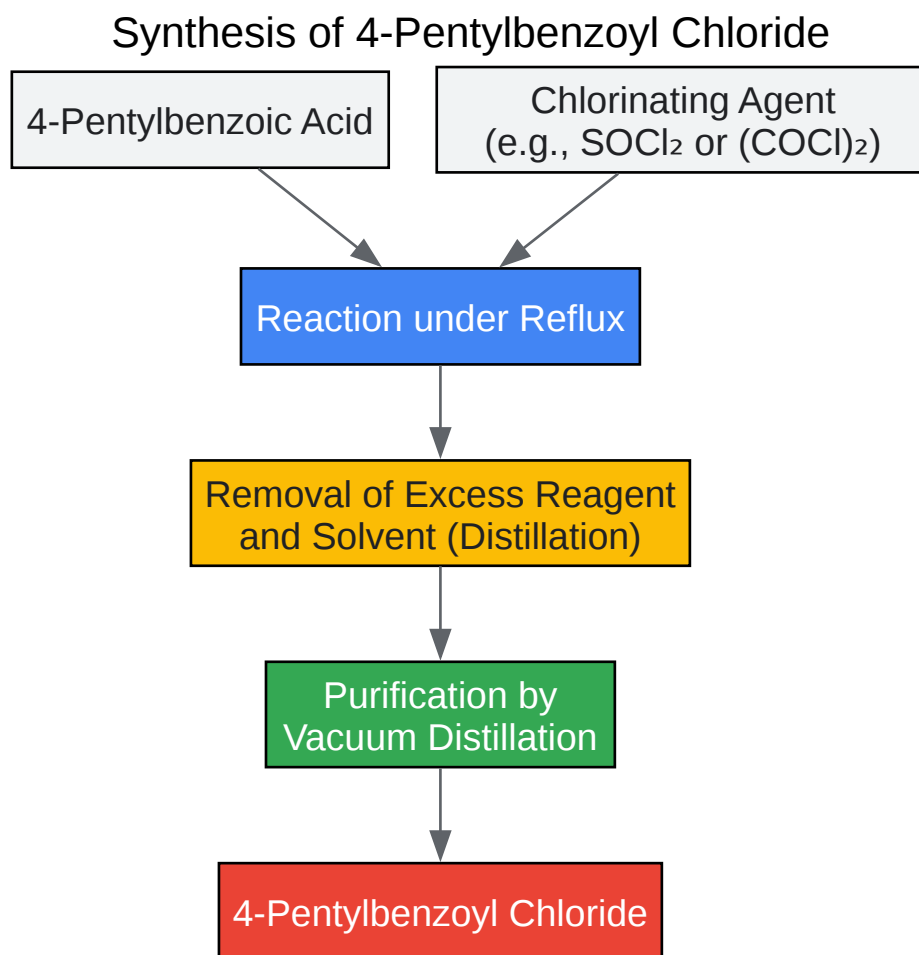 Synthesis of 4-Pentylbenzoyl Chloride
4-Pentylbenzoic Acid
Chlorinating Agent
(e.g., SOCl₂ or (COCl)₂)
Reaction under Reflux
Removal of Excess Reagent
and Solvent (Distillation)
Purification by
Vacuum Distillation
4-Pentylbenzoyl Chloride